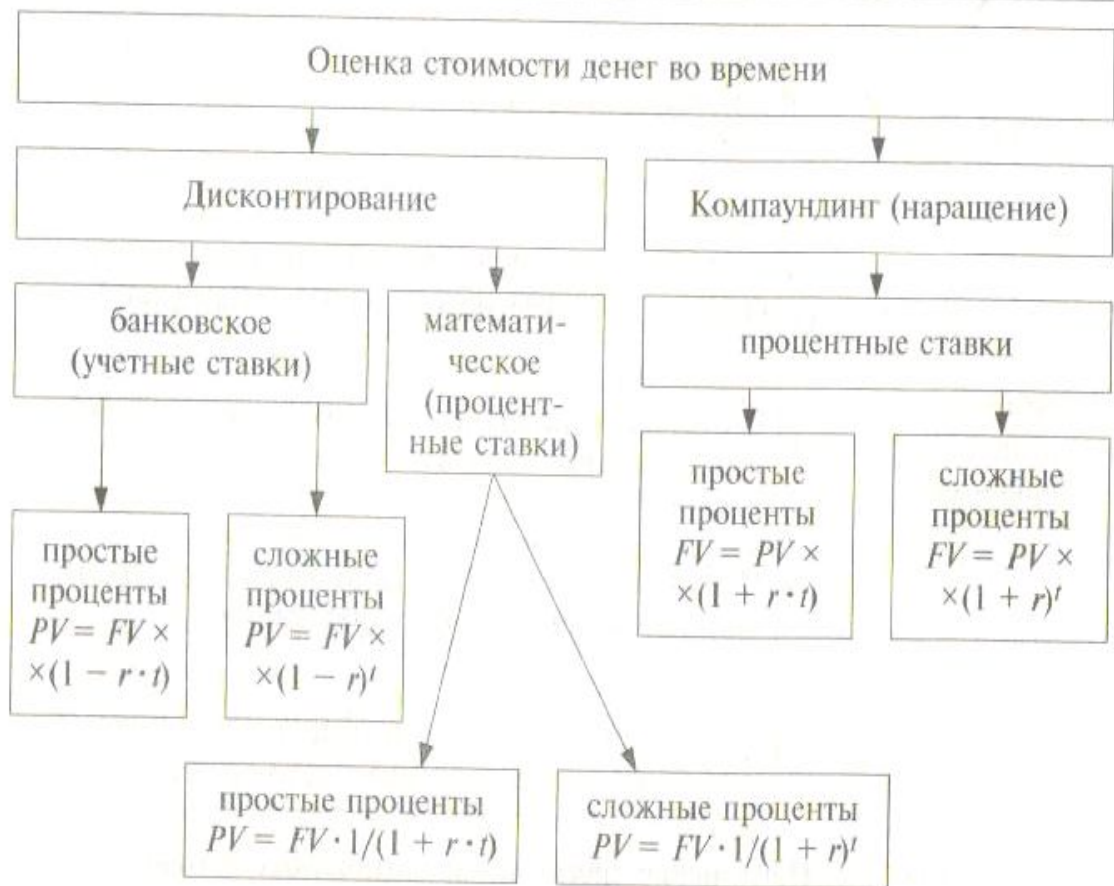 Оценка стоимости денег во времени
Дисконтирование
Компаундинг (наращение)
банковское
(учетные ставки)
математи-
ческое
(процент-
ные ставки)
процентные ставки
простые
проценты
PV = FV ×
×(1 − r · t)
сложные
проценты
PV = FV ×
×(1 − r)ᵗ
простые
проценты
FV = PV ×
×(1 + r · t)
сложные
проценты
FV = PV ×
×(1 + r)ᵗ
простые проценты
PV = FV · 1/(1 + r · t)
сложные проценты
PV = FV · 1/(1 + r)ᵗ